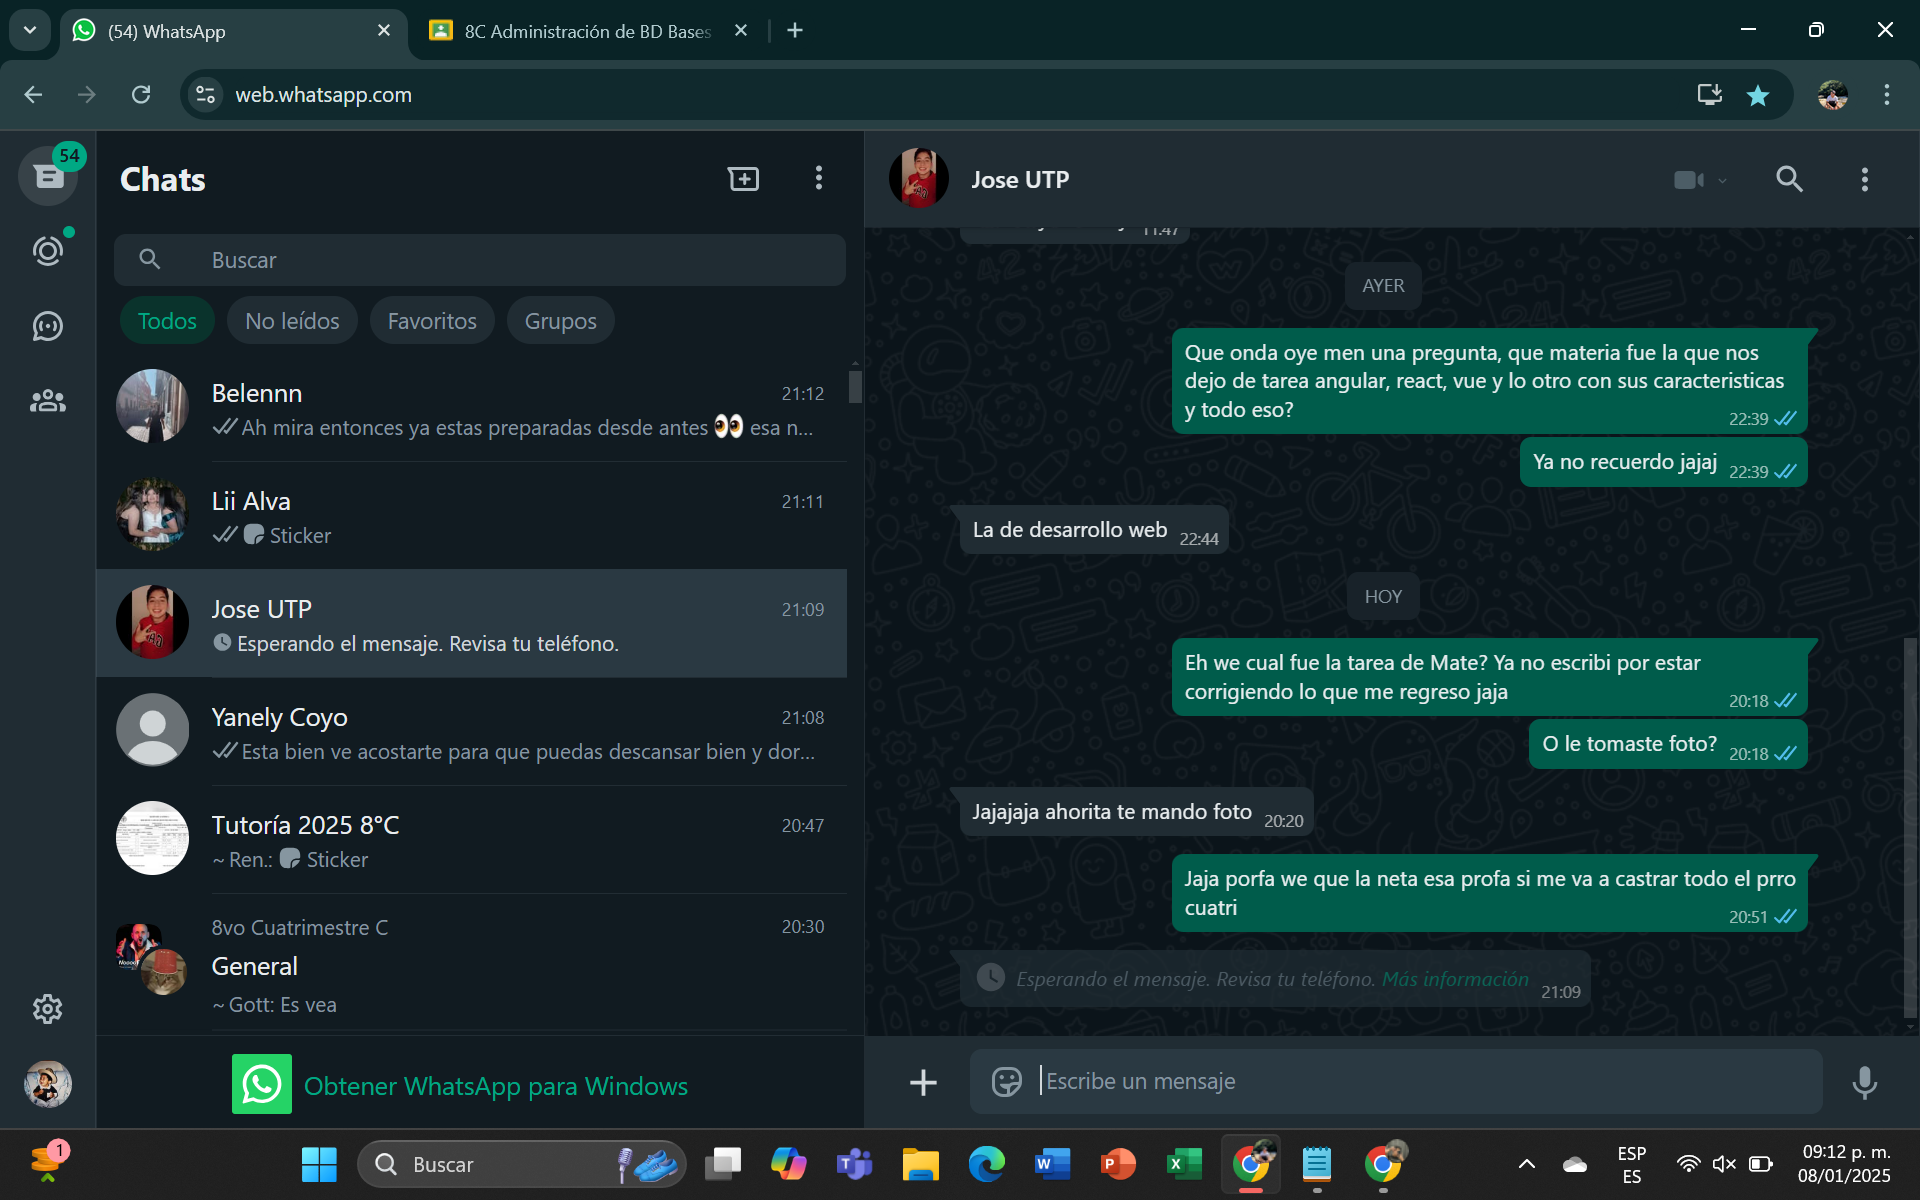 (54) WhatsApp
8C Administración de BD Bases
web.whatsapp.com
54
Chats
Buscar
Todos
No leídos
Favoritos
Grupos
Belennn
21:12
Ah mira entonces ya estas preparadas desde antes 👀 esa n...
Lii Alva
21:11
Sticker
Jose UTP
21:09
Esperando el mensaje. Revisa tu teléfono.
Yanely Coyo
21:08
Esta bien ve acostarte para que puedas descansar bien y dor...
Tutoría 2025 8°C
20:47
~ Ren.: Sticker
8vo Cuatrimestre C
20:30
General
~ Gott: Es vea
Obtener WhatsApp para Windows
Jose UTP
11:47
AYER
Que onda oye men una pregunta, que materia fue la que nos
dejo de tarea angular, react, vue y lo otro con sus caracteristicas
y todo eso?
22:39
Ya no recuerdo jajaj 22:39
La de desarrollo web 22:44
HOY
Eh we cual fue la tarea de Mate? Ya no escribi por estar
corrigiendo lo que me regreso jaja
20:18
O le tomaste foto? 20:18
Jajajaja ahorita te mando foto 20:20
Jaja porfa we que la neta esa profa si me va a castrar todo el prro
cuatri
20:51
Esperando el mensaje. Revisa tu teléfono. Más información 21:09
Escribe un mensaje
1
Buscar
ESP
ES
09:12 p. m.
08/01/2025